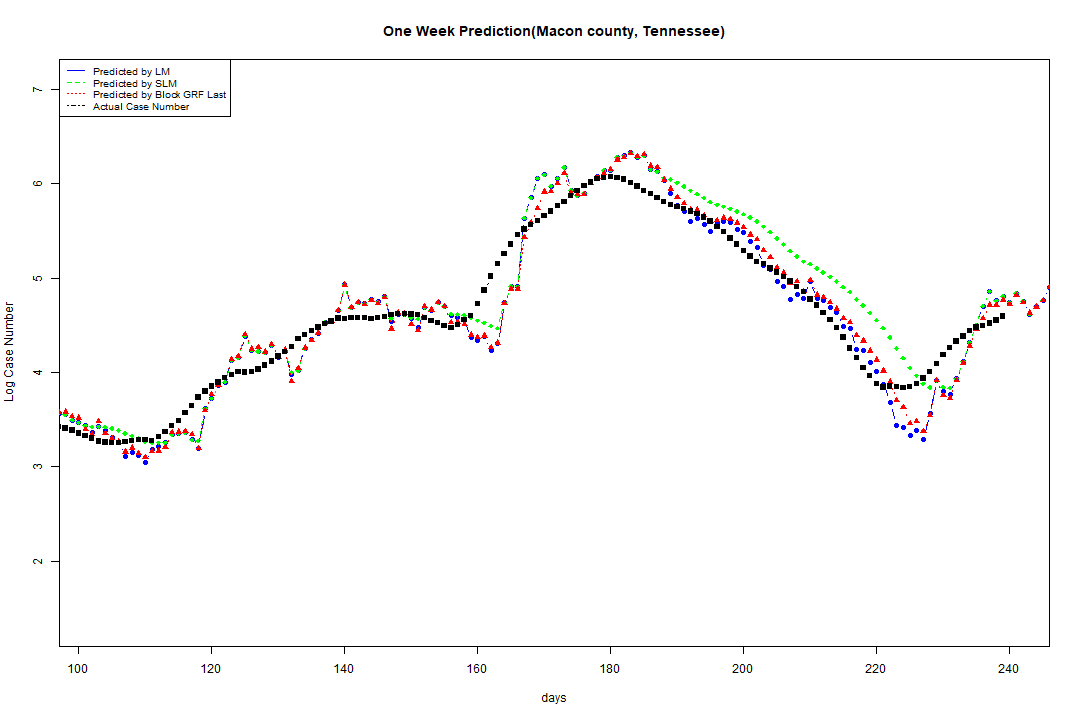 One Week Prediction(Macon county, Tennessee)
Predicted by LM
Predicted by SLM
Predicted by Block GRF Last
Actual Case Number
7
6
5
4
3
2
Log Case Number
100 120 140 160 180 200 220 240
days